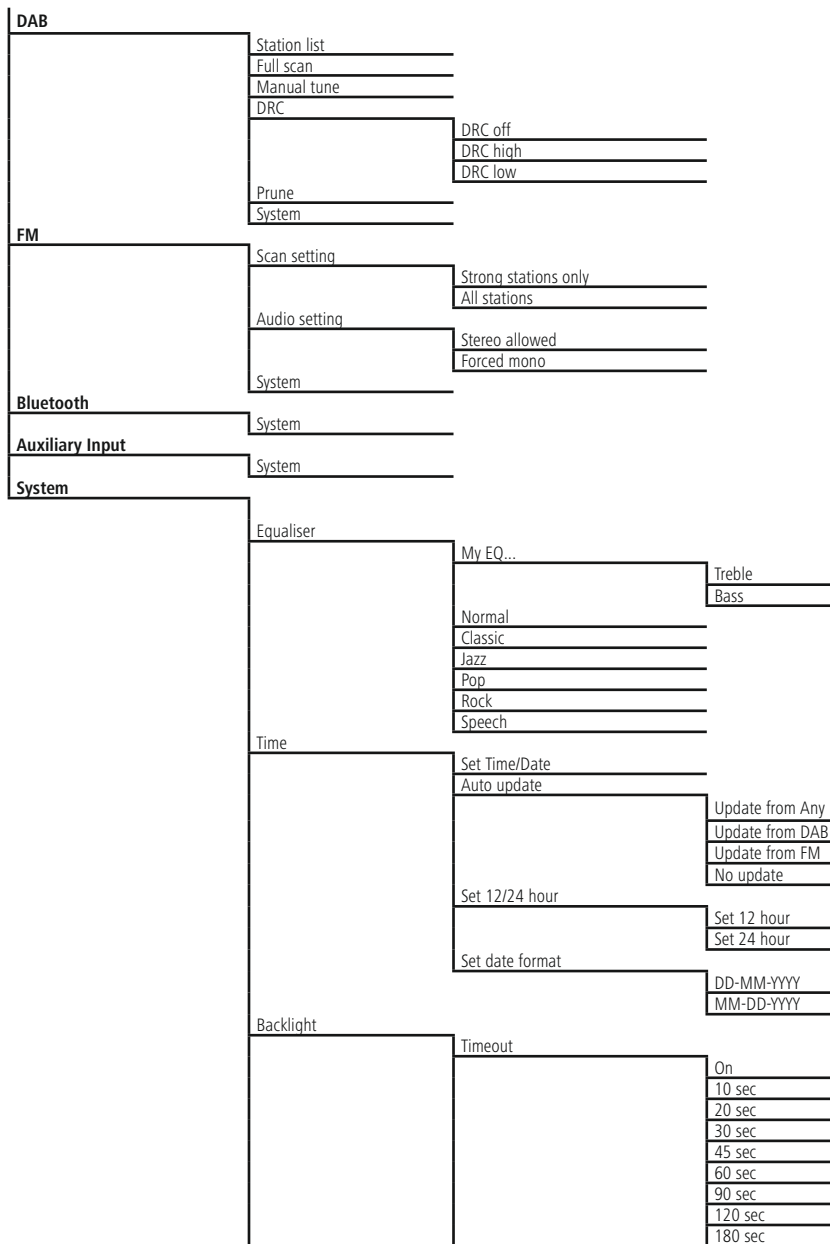 DAB
Station list
Full scan
Manual tune
DRC
DRC off
DRC high
DRC low
Prune
System
FM
Scan setting
Strong stations only
All stations
Audio setting
Stereo allowed
Forced mono
System
Bluetooth
System
Auxiliary Input
System
System
Equaliser
My EQ...
Treble
Bass
Normal
Classic
Jazz
Pop
Rock
Speech
Time
Set Time/Date
Auto update
Update from Any
Update from DAB
Update from FM
No update
Set 12/24 hour
Set 12 hour
Set 24 hour
Set date format
DD-MM-YYYY
MM-DD-YYYY
Backlight
Timeout
On
10 sec
20 sec
30 sec
45 sec
60 sec
90 sec
120 sec
180 sec